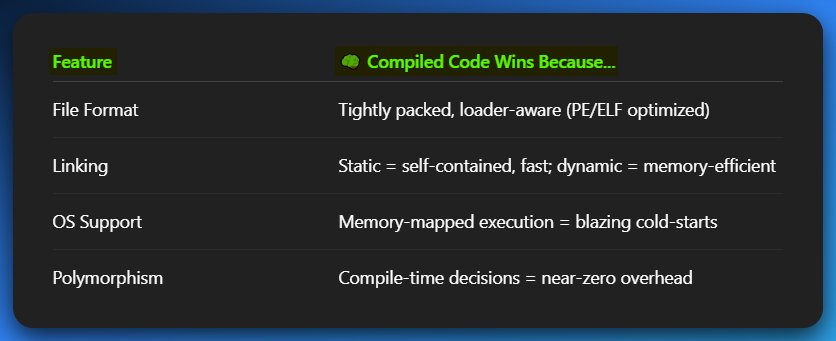 Feature 🧠 Compiled Code Wins Because...
File Format Tightly packed, loader-aware (PE/ELF optimized)
Linking Static = self-contained, fast; dynamic = memory-efficient
OS Support Memory-mapped execution = blazing cold-starts
Polymorphism Compile-time decisions = near-zero overhead